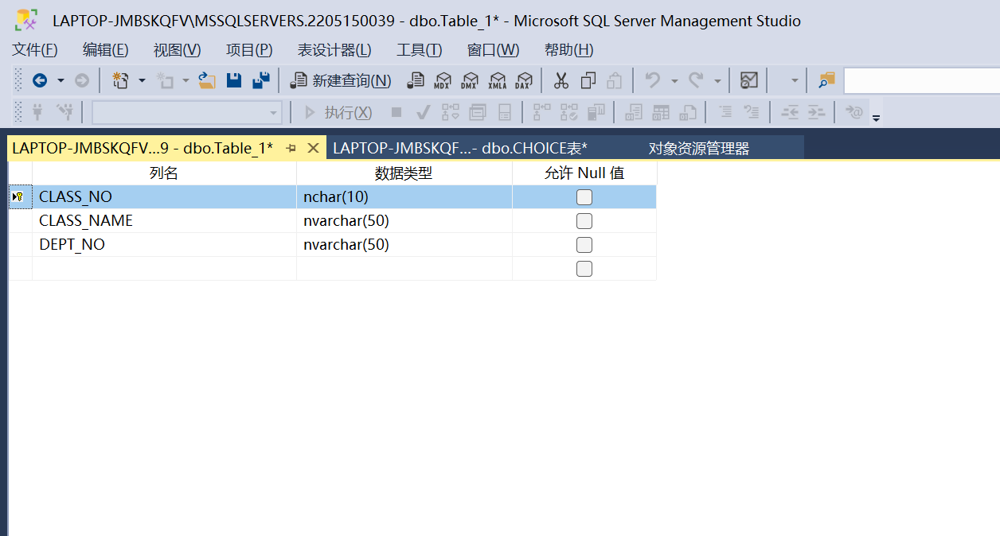 LAPTOP-JMBSKQFV\MSSQLSERVERS.2205150039 - dbo.Table_1* - Microsoft SQL Server Management Studio
文件(F) 编辑(E) 视图(V) 项目(P) 表设计器(L) 工具(T) 窗口(W) 帮助(H)
新建查询(N) MDX DMX XMLA DAX
执行(X)
LAPTOP-JMBSKQFV...9 - dbo.Table_1* LAPTOP-JMBSKQF...- dbo.CHOICE表* 对象资源管理器
列名 数据类型 允许 Null 值
CLASS_NO nchar(10)
CLASS_NAME nvarchar(50)
DEPT_NO nvarchar(50)